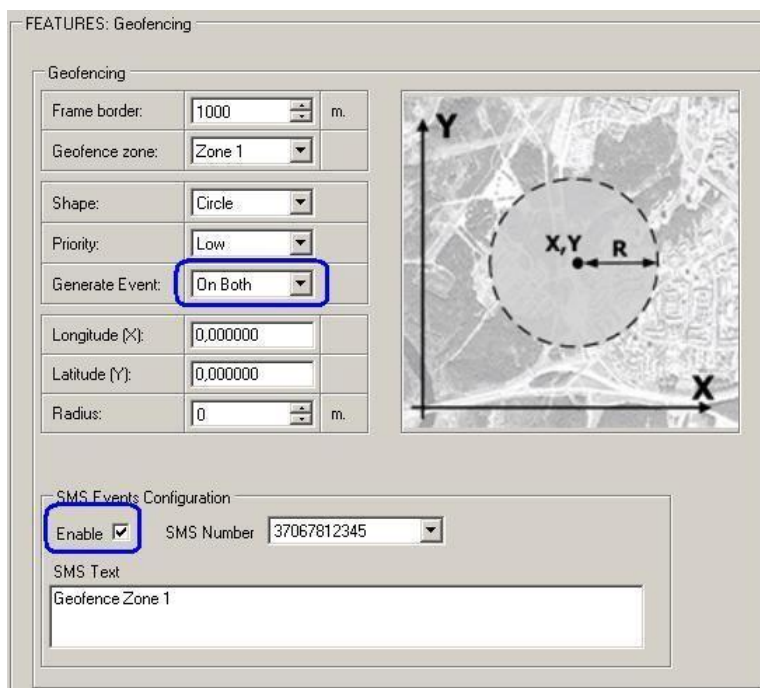 FEATURES: Geofencing
Geofencing
Frame border: 1000 m.
Geofence zone: Zone 1
Shape: Circle
Priority: Low
Generate Event: On Both
Longitude (X): 0,000000
Latitude (Y): 0,000000
Radius: 0 m.
Y
X,Y R
X
SMS Events Configuration
Enable SMS Number 37067812345
SMS Text
Geofence Zone 1